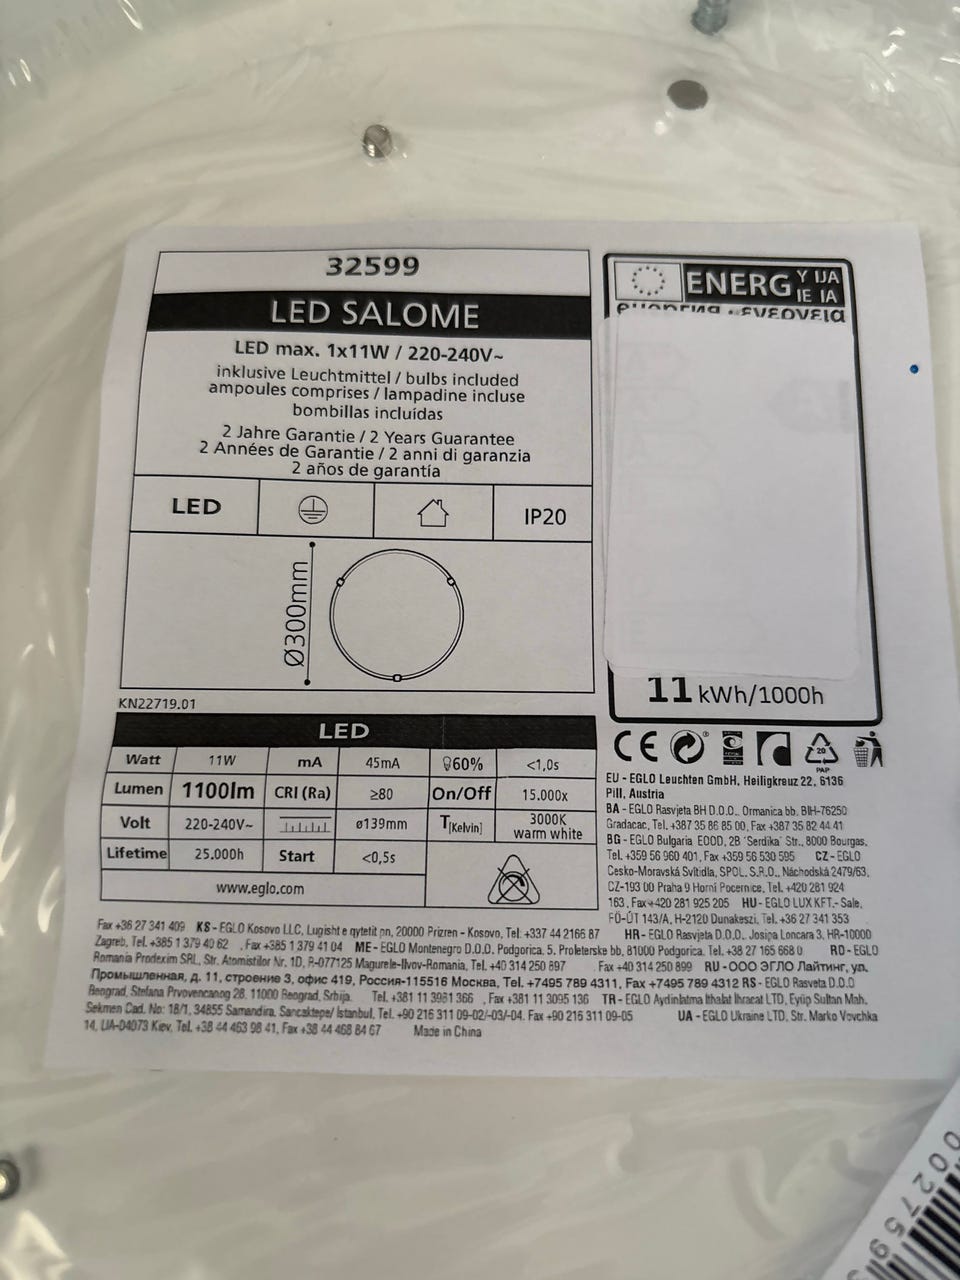 32599
LED SALOME
LED max. 1x11W / 220-240V~
inklusive Leuchtmittel / bulbs included
ampoules comprises / lampadine incluse
bombillas incluídas
2 Jahre Garantie / 2 Years Guarantee
2 Années de Garantie / 2 anni di garanzia
2 años de garantía
LED
IP20
Ø300mm
KN22719.01
LED
Watt 11W mA 45mA 60% <1,0s
Lumen 1100lm CRI (Ra) ≥80 On/Off 15.000x
Volt 220-240V~ ø139mm T[Kelvin] 3000K
warm white
Lifetime 25.000h Start <0,5s
www.eglo.com
ENERG Y IJA
IE IA
енергия · ενεργεια
11 kWh/1000h
CE
20
PAP
EU - EGLO Leuchten GmbH, Heiligkreuz 22, 6136
Pill, Austria
BA - EGLO Rasvjeta BH D.O.O., Ormanica bb, BIH-76250
Gradacac, Tel. +387 35 86 85 00, Fax +387 35 82 44 41
BG - EGLO Bulgaria EOOD, 2B "Serdika" Str., 8000 Bourgas,
Tel. +359 56 960 401, Fax +359 56 530 595 CZ - EGLO
Cesko-Moravská Svítidla, SPOL. S.R.O., Náchodská 2479/63,
CZ-193 00 Praha 9 Horní Pocernice, Tel. +420 281 924
163, Fax +420 281 925 205 HU - EGLO LUX KFT.- Sale,
FÖ-ÚT 143/A, H-2120 Dunakeszi, Tel. +36 27 341 353
Fax +36 27 341 409 KS - EGLO Kosovo LLC, Lugisht e qytetit pn, 20000 Prizren - Kosovo, Tel. +337 44 2166 87 HR - EGLO Rasvjeta D.O.O., Josipa Loncara 3, HR-10000
Zagreb, Tel. +385 1 379 40 62 , Fax +385 1 379 41 04 ME - EGLO Montenegro D.O.O. Podgorica, 5. Proleterske bb, 81000 Podgorica. Tel. +38 27 165 668 0 RO - EGLO
Romania Prodexim SRL, Str. Atomistilor Nr. 1D, R-077125 Magurele-Ilvov-Romania, Tel. +40 314 250 897 Fax +40 314 250 899 RU - ООО ЭГЛО Лайтинг, ул.
Промышленная, д. 11, строение 3, офис 419, Россия-115516 Москва, Tel. +7495 789 4311, Fax +7495 789 4312 RS - EGLO Rasveta D.O.O
Beograd, Stefana Prvovencanog 28, 11000 Beograd, Srbija. Tel. +381 11 3981 366 , Fax +381 11 3095 136 TR - EGLO Aydinlatma Ithalat Ihracat LTD, Eyüp Sultan Mah.
Sekmen Cad. No: 18/1, 34855 Samandira, Sancaktepe/ Istanbul, Tel. +90 216 311 09-02/-03/-04. Fax +90 216 311 09-05 UA - EGLO Ukraine LTD, Str. Marko Vovchka
14, UA-04073 Kiev, Tel. +38 44 463 98 41, Fax +38 44 468 84 67 Made in China